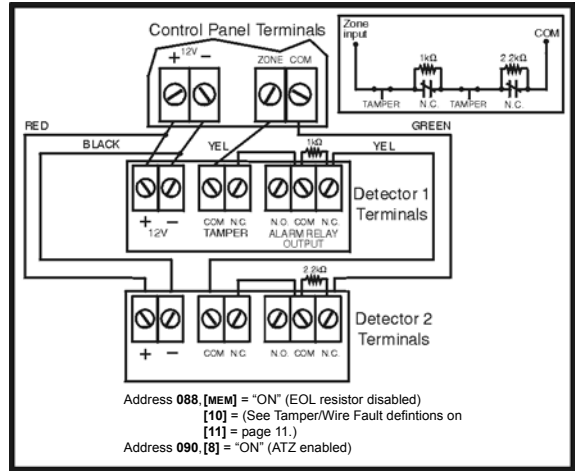 Control Panel Terminals
+ 12V −
ZONE COM
Zone input
COM
1kΩ
2.2kΩ
TAMPER N.C. TAMPER N.C.
RED
BLACK
YEL
1kΩ
YEL
GREEN
+ −
12V
COM N.C.
TAMPER
N.O. COM N.C.
ALARM RELAY
OUTPUT
Detector 1
Terminals
2.2kΩ
+ −
COM N.C.
N.O. COM N.C.
Detector 2
Terminals
Address 088, [MEM] = “ON” (EOL resistor disabled)
[10] = (See Tamper/Wire Fault defintions on
[11] = page 11.)
Address 090, [8] = “ON” (ATZ enabled)